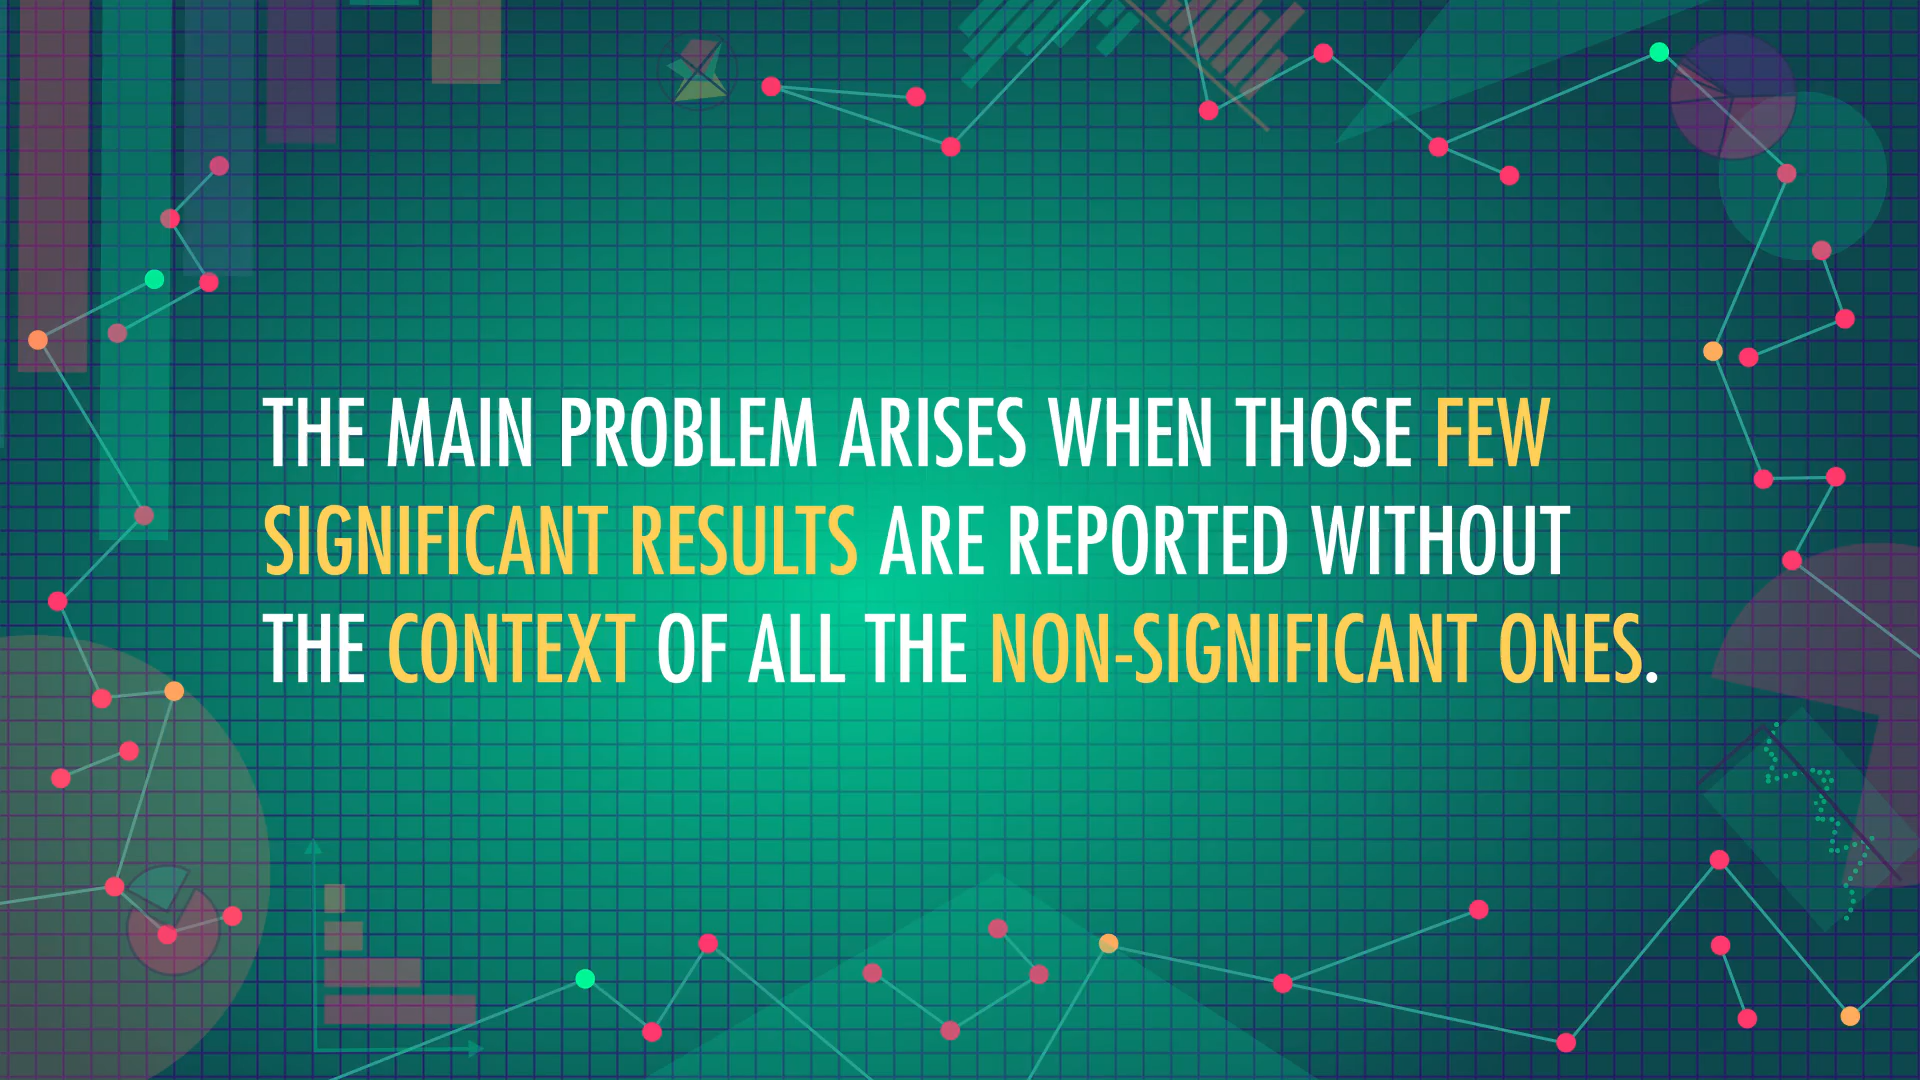 THE MAIN PROBLEM ARISES WHEN THOSE FEW
SIGNIFICANT RESULTS ARE REPORTED WITHOUT
THE CONTEXT OF ALL THE NON-SIGNIFICANT ONES.